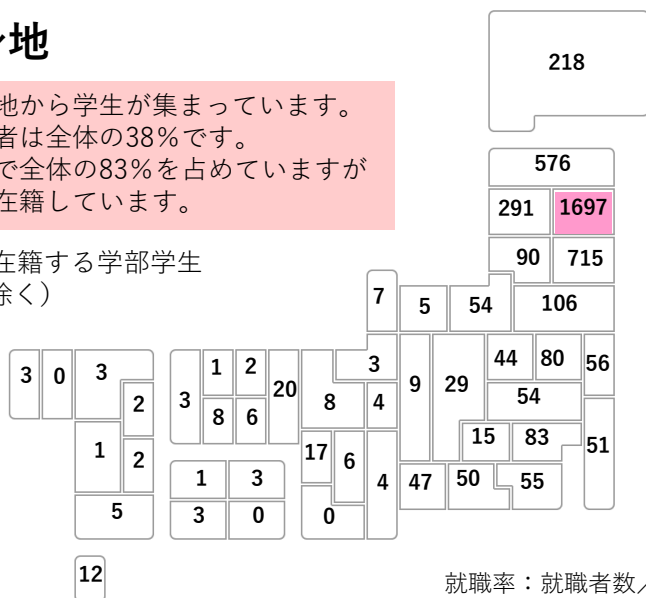 地
地から学生が集まっています。
者は全体の38％です。
で全体の83％を占めていますが
在籍しています。
在籍する学部学生
除く）
218
576
291 1697
90 715
7 5 54 106
3 0 3 3 1 2 20 8 3 9 29 44 80 56
2 8 6 4 54
1 2 17 6 15 83 51
1 3 4 47 50 55
5 3 0 0
12
就職率：就職者数／